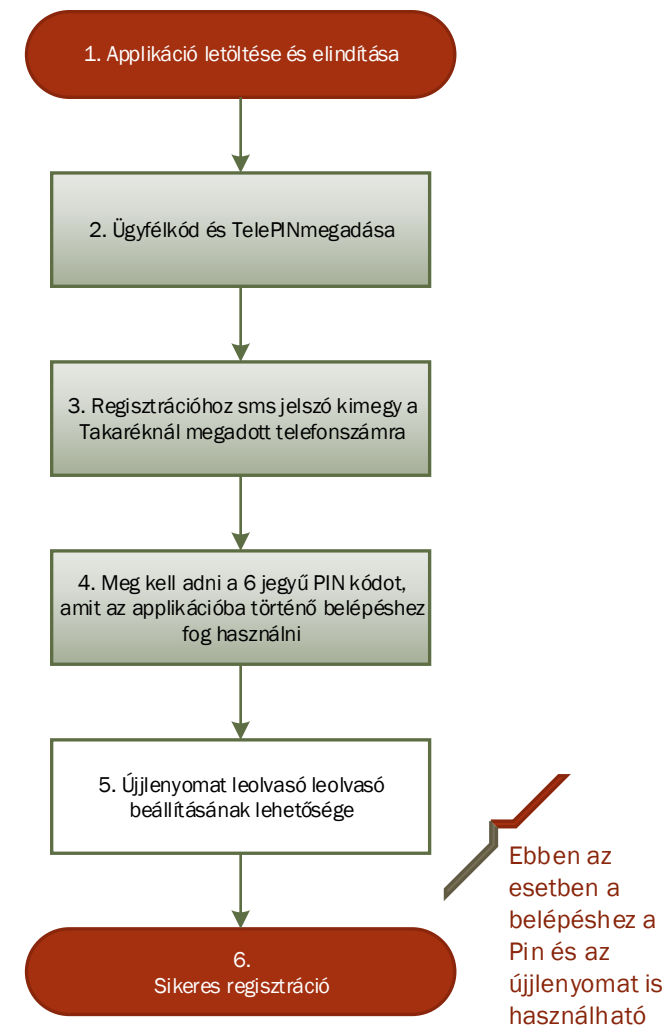 1. Applikáció letöltése és elindítása
2. Ügyfélkód és TelePINmegadása
3. Regisztrációhoz sms jelszó kimegy a
Takaréknál megadott telefonszámra
4. Meg kell adni a 6 jegyű PIN kódot,
amit az applikációba történő belépéshez
fog használni
5. Újjlenyomat leolvasó leolvasó
beállításának lehetősége
6.
Sikeres regisztráció
Ebben az
esetben a
belépéshez a
Pin és az
újjlenyomat is
használható